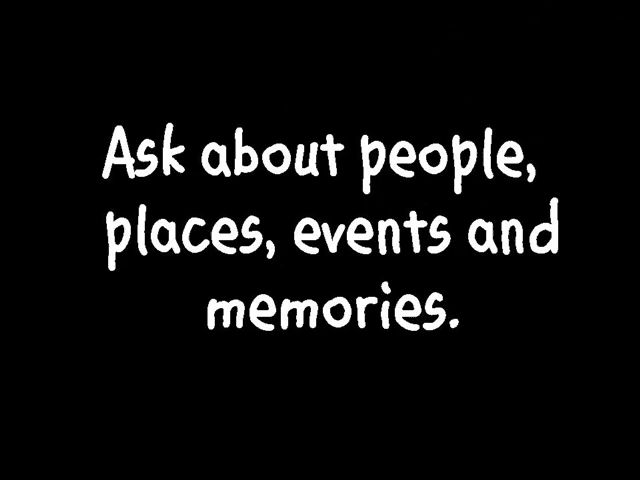 Ask about people,
places, events and
memories.